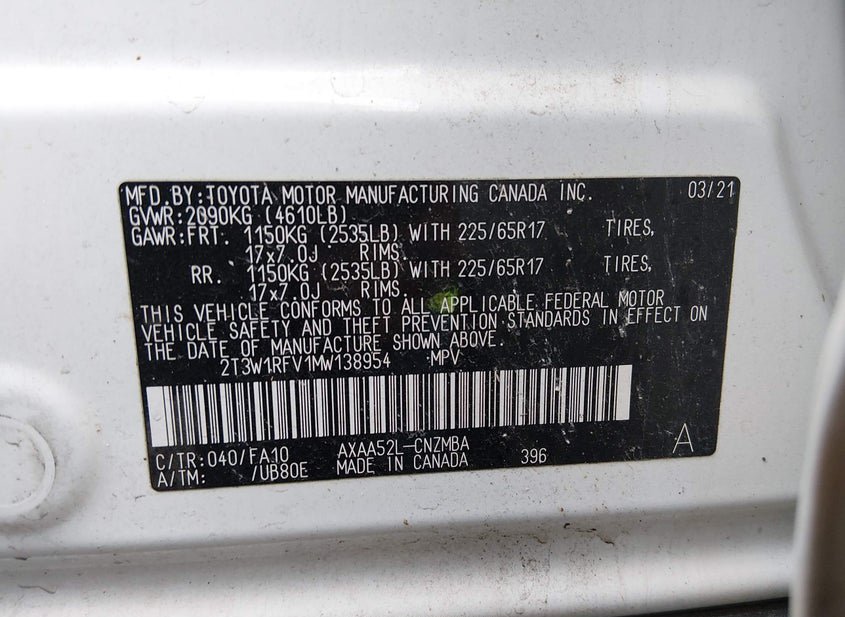 MFD.BY:TOYOTA MOTOR MANUFACTURING CANADA INC. 03/21
GVWR:2090KG (4610LB)
GAWR:FRT. 1150KG (2535LB) WITH 225/65R17 TIRES,
17x7.0J RIMS.
RR. 1150KG (2535LB) WITH 225/65R17 TIRES,
17x7.0J RIMS.
THIS VEHICLE CONFORMS TO ALL APPLICABLE FEDERAL MOTOR
VEHICLE SAFETY AND THEFT PREVENTION STANDARDS IN EFFECT ON
THE DATE OF MANUFACTURE SHOWN ABOVE.
2T3W1RFV1MW138954 MPV
C/TR:040/FA10 AXAA52L-CNZMBA A
A/TM: /UB80E MADE IN CANADA 396